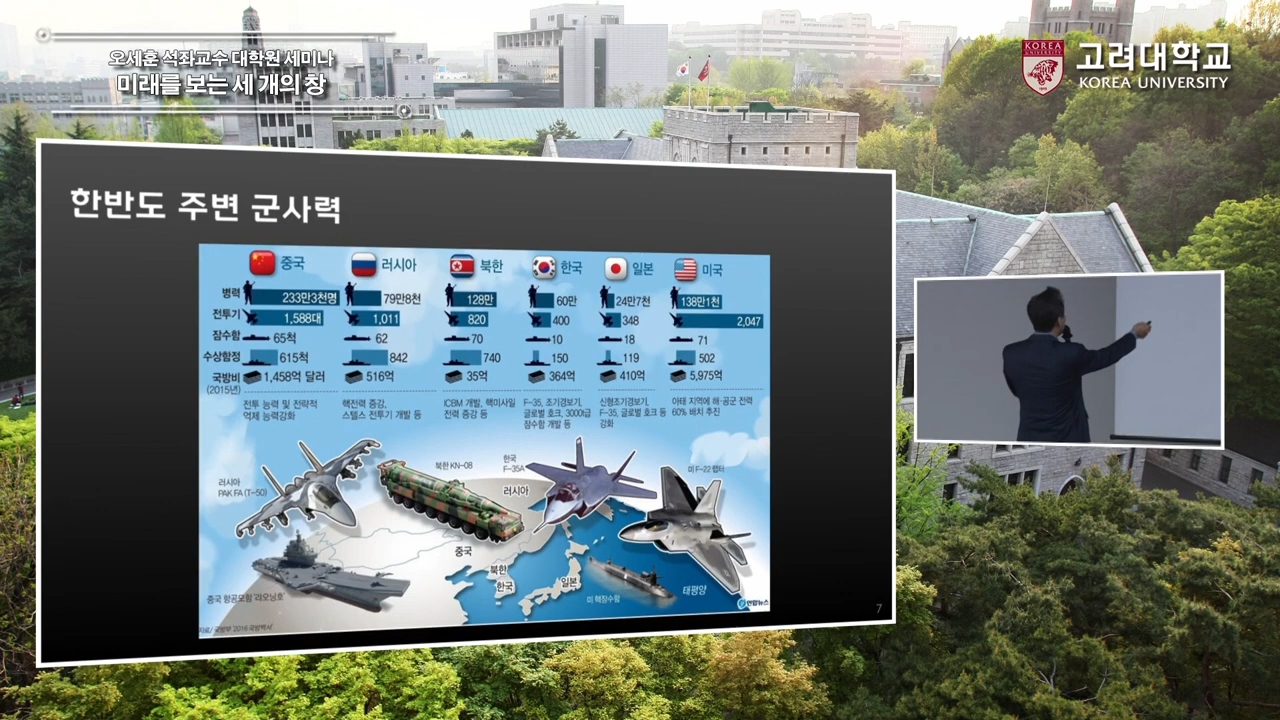 오세훈 석좌교수 대학원 세미나
미래를 보는 세 개의 창
KOREA
UNIVERSITY
1905
고려대학교
KOREA UNIVERSITY
한반도 주변 군사력
중국 러시아 북한 한국 일본 미국
병력 233만3천명 79만8천 128만 60만 24만7천 138만1천
전투기 1,588대 1,011 820 400 348 2,047
잠수함 65척 62 70 10 18 71
수상함정 615척 842 740 150 119 502
국방비 1,458억 달러 516억 35억 364억 410억 5,975억
(2015년)
전투 능력 및 전략적
억제 능력강화
핵전력 증강,
스텔스 전투기 개발 등
ICBM 개발, 핵미사일
전력 증강 등
F-35, 조기경보기,
글로벌 호크, 3000t급
잠수함 개발 등
신형조기경보기,
F-35, 글로벌 호크 등
강화
아태 지역에 해·공군 전력
60% 배치 추진
러시아
PAK FA (T-50)
북한 KN-08
한국
F-35A
미 F-22 랩터
러시아
중국
북한
한국
일본
태평양
중국 항공모함 '랴오닝호'
미 핵잠수함
연합뉴스
자료/ 국방부 '2016 국방백서'
7